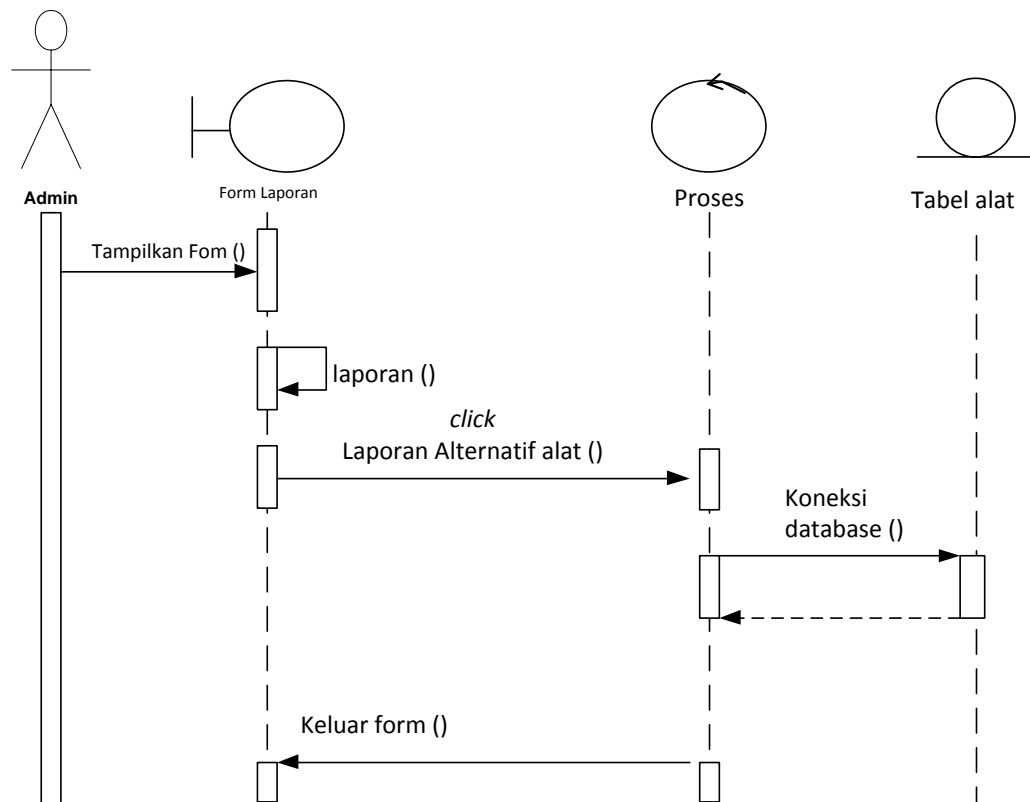 Admin
Form Laporan
Proses
Tabel alat
Tampilkan Fom ()
laporan ()
click
Laporan Alternatif alat ()
Koneksi
database ()
Keluar form ()